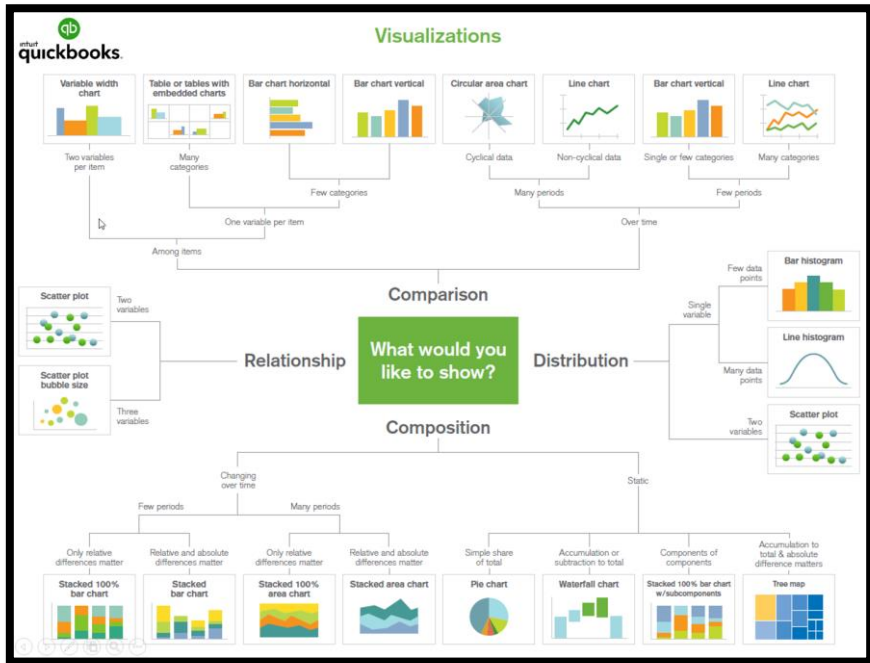 qb
intuit
quickbooks.
Visualizations
Variable width
chart
Table or tables with
embedded charts
Bar chart horizontal
Bar chart vertical
Circular area chart
Line chart
Bar chart vertical
Line chart
Two variables
per item
Many
categories
Cyclical data
Non-cyclical data
Single or few categories
Many categories
Few categories
Many periods
Few periods
One variable per item
Over time
Among items
Comparison
Scatter plot
Two
variables
Relationship
Scatter plot
bubble size
Three
variables
What would you
like to show?
Distribution
Single
variable
Few data
points
Bar histogram
Many data
points
Line histogram
Two
variables
Scatter plot
Composition
Changing
over time
Static
Few periods
Many periods
Only relative
differences matter
Relative and absolute
differences matter
Only relative
differences matter
Relative and absolute
differences matter
Simple share
of total
Accumulation or
subtraction to total
Components of
components
Accumulation to
total & absolute
difference matters
Stacked 100%
bar chart
Stacked
bar chart
Stacked 100%
area chart
Stacked area chart
Pie chart
Waterfall chart
Stacked 100% bar chart
w/subcomponents
Tree map